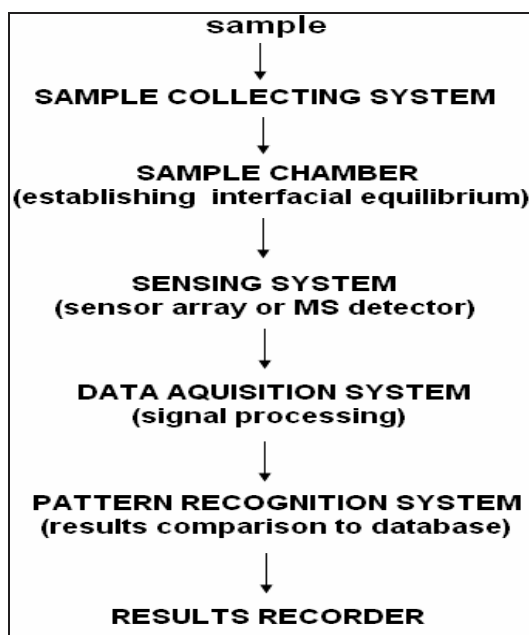 sample
SAMPLE COLLECTING SYSTEM
SAMPLE CHAMBER
(establishing interfacial equilibrium)
SENSING SYSTEM
(sensor array or MS detector)
DATA AQUISITION SYSTEM
(signal processing)
PATTERN RECOGNITION SYSTEM
(results comparison to database)
RESULTS RECORDER